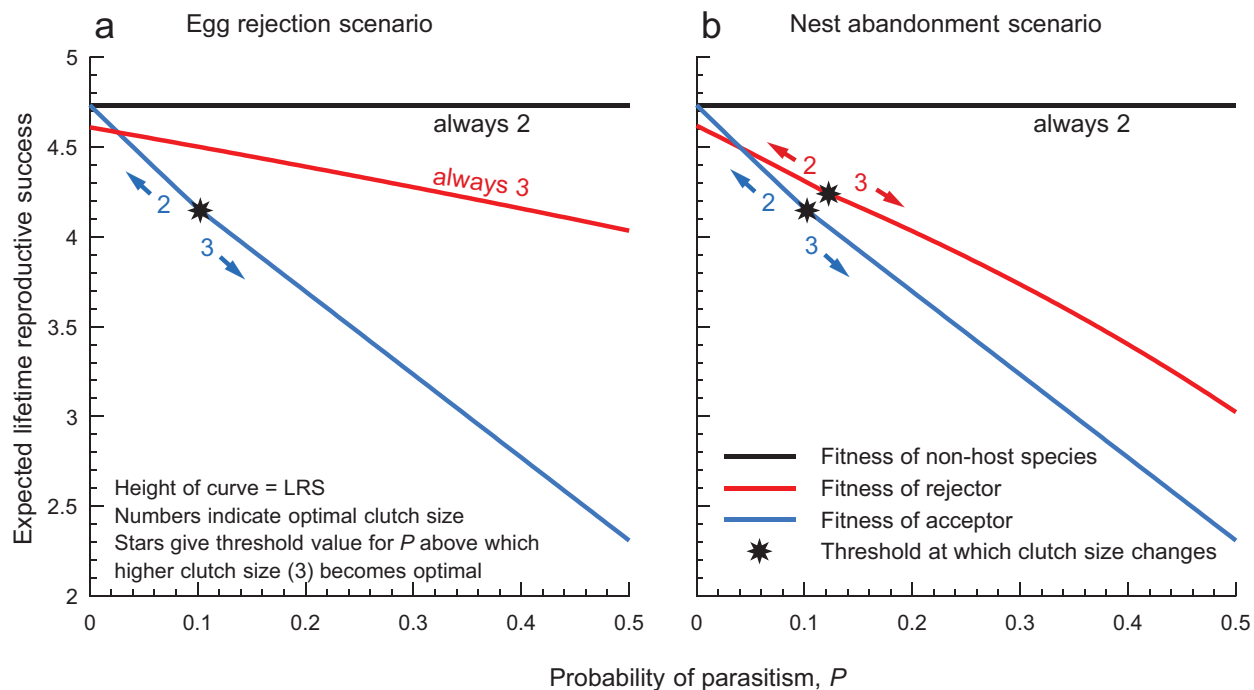 a Egg rejection scenario
5
4.5
4
3.5
3
2.5
2
0 0.1 0.2 0.3 0.4 0.5
Expected lifetime reproductive success
always 2
always 3
2
3
Height of curve = LRS
Numbers indicate optimal clutch size
Stars give threshold value for P above which
higher clutch size (3) becomes optimal
b Nest abandonment scenario
always 2
2
3
2
3
Fitness of non-host species
Fitness of rejector
Fitness of acceptor
Threshold at which clutch size changes
0 0.1 0.2 0.3 0.4 0.5
Probability of parasitism, P